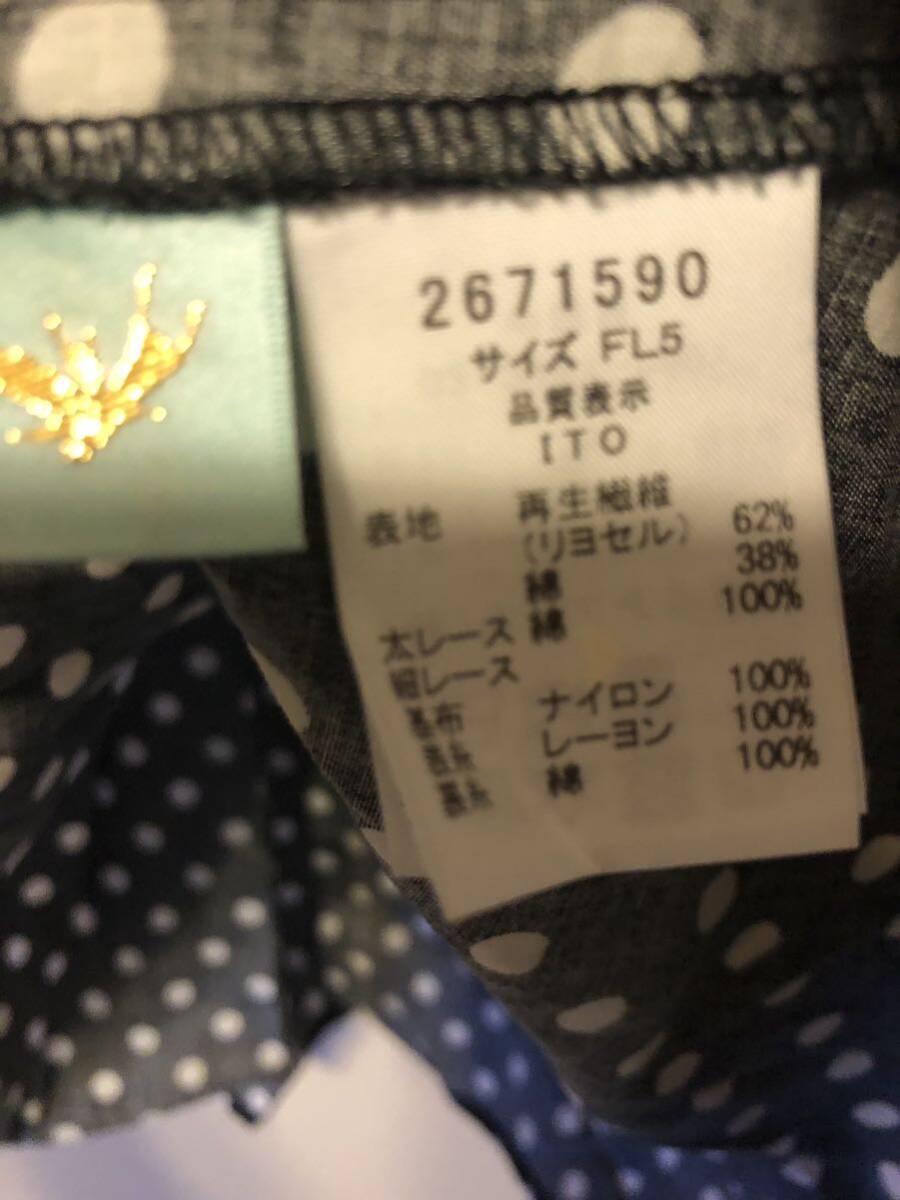 2671590
サイズ FL5
品質表示
ITO
表地 再生繊維
(リヨセル) 62%
綿 38%
太レース 綿 100%
細レース
基布 ナイロン 100%
レーヨン 100%
綿 100%